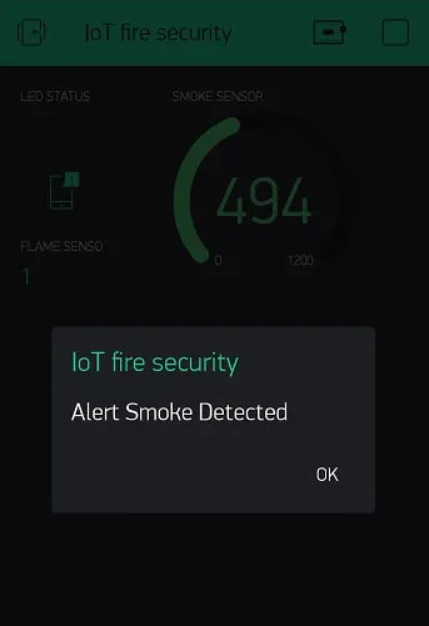 IoT fire security
LED STATUS
SMOKE SENSOR
494
0
1200
FLAME SENSO
1
IoT fire security
Alert Smoke Detected
OK